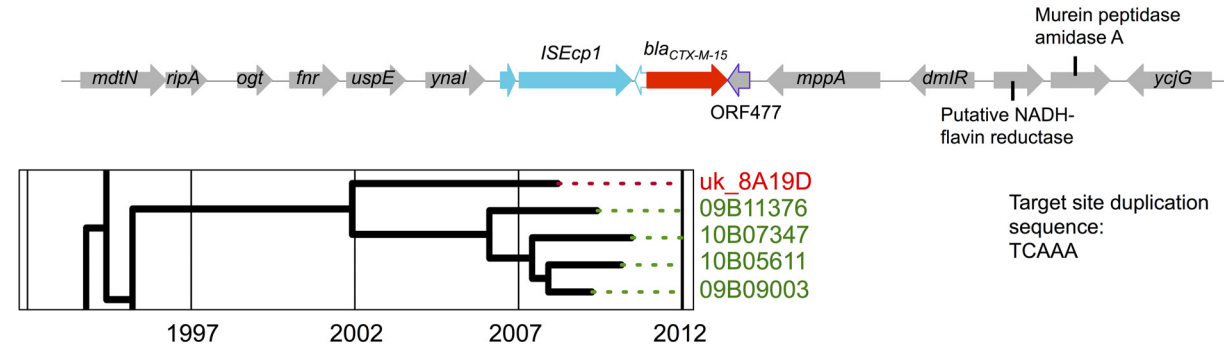 Murein peptidase
amidase A
ISEcp1
blaCTX-M-15
mdtN ripA ogt fnr uspE ynaI mppA dmlR ycjG
ORF477
Putative NADH-
flavin reductase
uk_8A19D
09B11376
10B07347
10B05611
09B09003
Target site duplication
sequence:
TCAAA
1997 2002 2007 2012